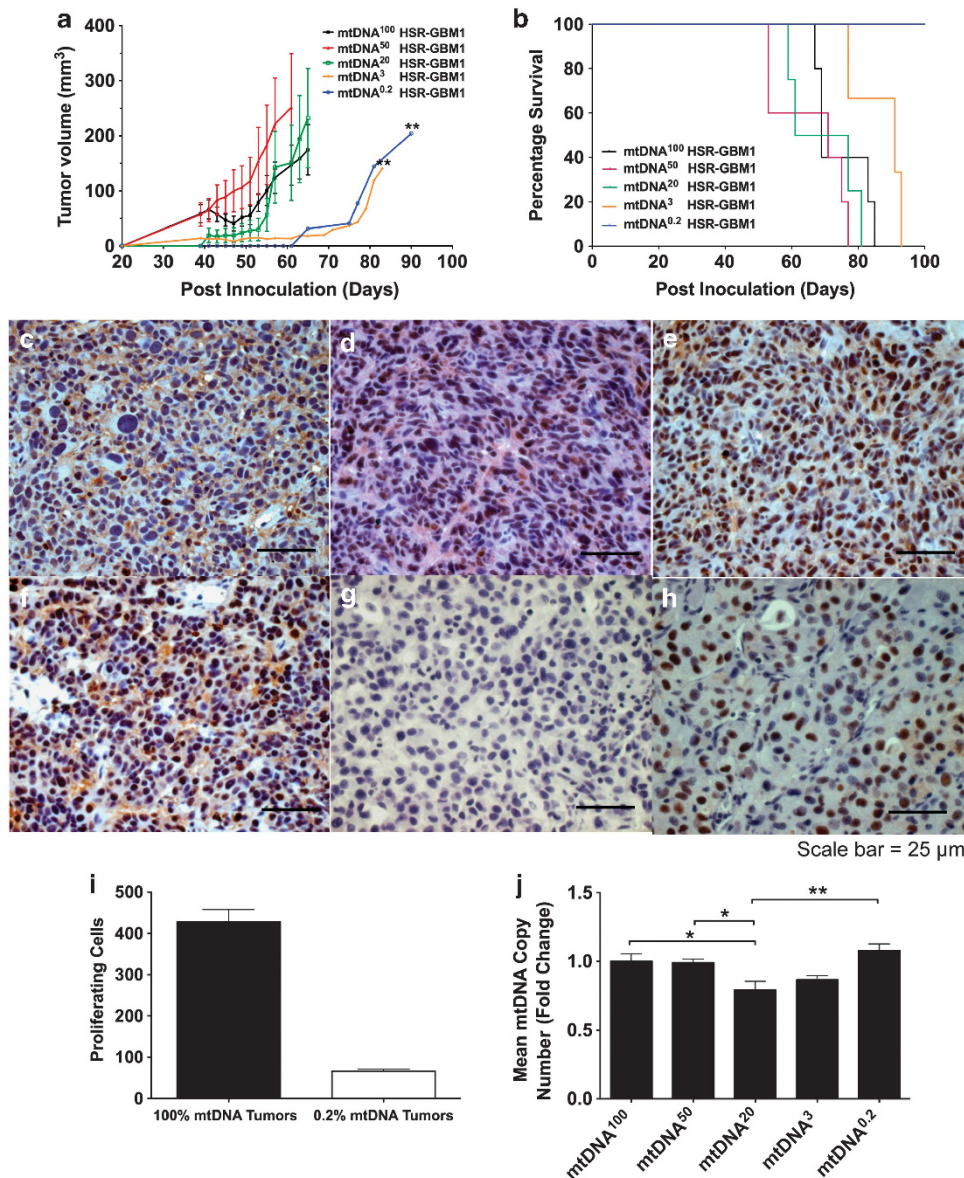 a
Tumor volume (mm³)
400
300
200
100
0
20
30
40
50
60
70
80
90
100
Post Innoculation (Days)
mtDNA¹⁰⁰ HSR-GBM1
mtDNA⁵⁰ HSR-GBM1
mtDNA²⁰ HSR-GBM1
mtDNA³ HSR-GBM1
mtDNA⁰·² HSR-GBM1
**
**
b
Percentage Survival
100
80
60
40
20
0
0
20
40
60
80
100
Post Inoculation (Days)
mtDNA¹⁰⁰ HSR-GBM1
mtDNA⁵⁰ HSR-GBM1
mtDNA²⁰ HSR-GBM1
mtDNA³ HSR-GBM1
mtDNA⁰·² HSR-GBM1
c
d
e
f
g
h
Scale bar = 25 µm
i
Proliferating Cells
500
400
300
200
100
0
100% mtDNA Tumors
0.2% mtDNA Tumors
j
Mean mtDNA Copy
Number (Fold Change)
1.5
1.0
0.5
0.0
*
*
**
mtDNA¹⁰⁰
mtDNA⁵⁰
mtDNA²⁰
mtDNA³
mtDNA⁰·²